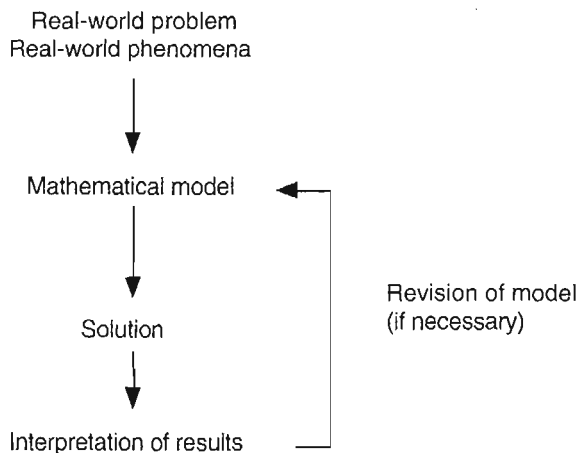 Real-world problem
Real-world phenomena
Mathematical model
Solution
Revision of model
(if necessary)
Interpretation of results